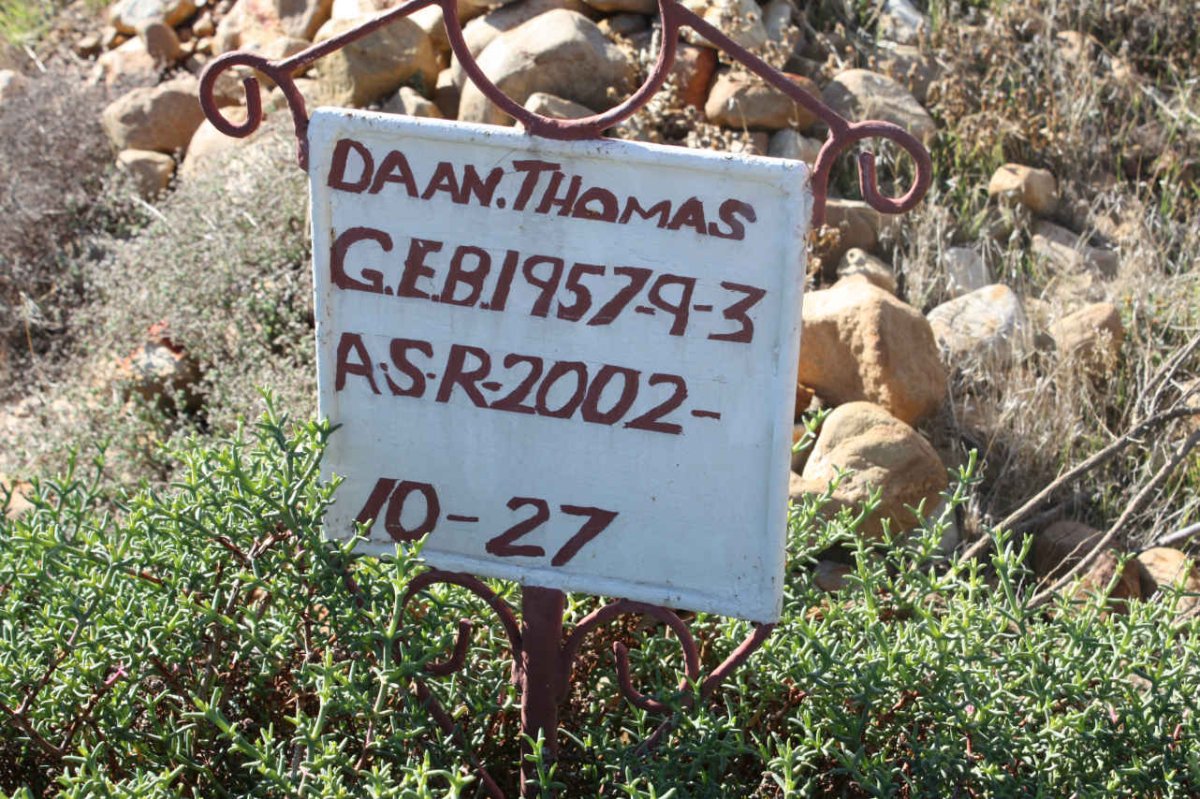 DAAN.THOMAS
G.E.B.1957-9-3
A.S.R-2002-
10-27